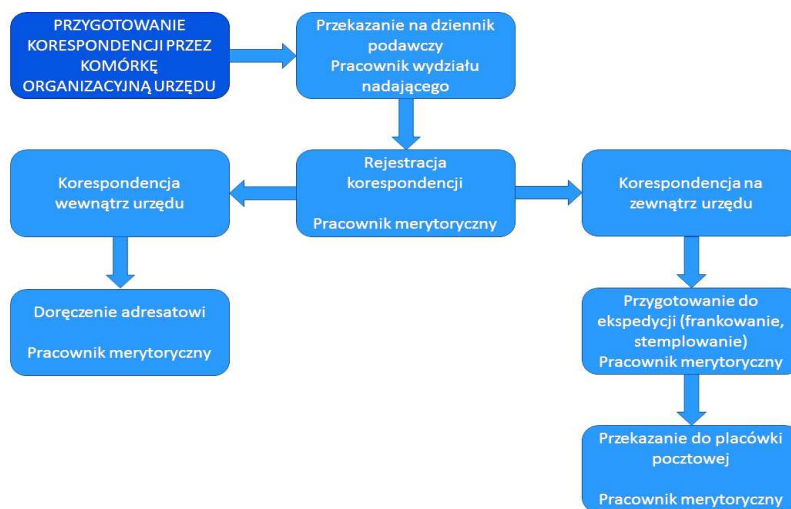 PRZYGOTOWANIE
KORESPONDENCJI PRZEZ
KOMÓRKĘ
ORGANIZACYJNĄ URZĘDU
Przekazanie na dziennik
podawczy
Pracownik wydziału
nadającego
Korespondencja
wewnątrz urzędu
Rejestracja
korespondencji
Pracownik merytoryczny
Korespondencja na
zewnątrz urzędu
Doręczenie adresatowi
Pracownik merytoryczny
Przygotowanie do
ekspedycji (frankowanie,
stemplowanie)
Pracownik merytoryczny
Przekazanie do placówki
pocztowej
Pracownik merytoryczny